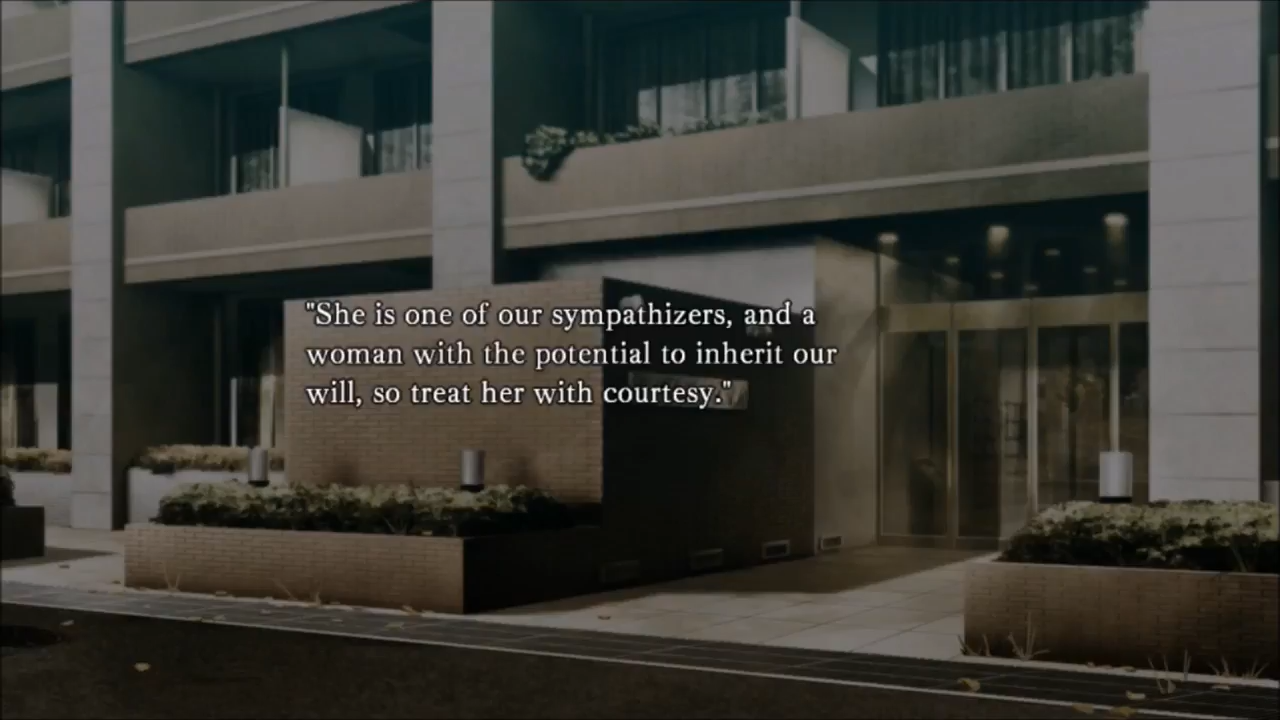 "She is one of our sympathizers, and a
woman with the potential to inherit our
will, so treat her with courtesy."